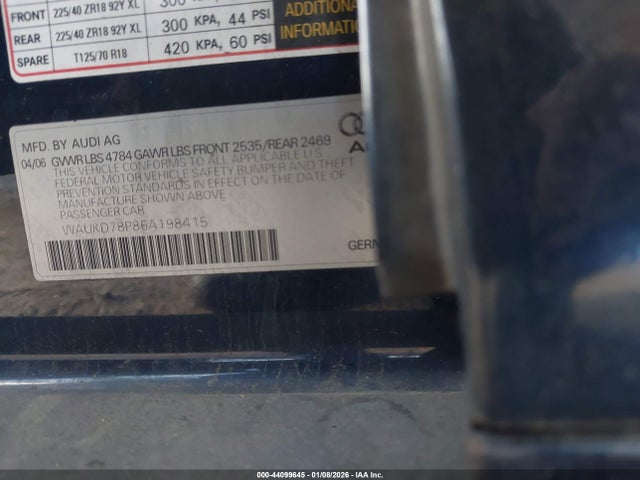 FRONT 225/40 ZR18 92Y XL 300 KPA,
REAR 225/40 ZR18 92Y XL 300 KPA, 44 PSI
SPARE T125/70 R18 420 KPA, 60 PSI
ADDITIONAL
INFORMATION
MFD. BY AUDI AG
04/06 GVWR LBS 4784 GAWR LBS FRONT 2535/REAR 2469
THIS VEHICLE CONFORMS TO ALL APPLICABLE U.S.
FEDERAL MOTOR VEHICLE SAFETY BUMPER AND THEFT
PREVENTION STANDARDS IN EFFECT ON THE DATE OF
MANUFACTURE SHOWN ABOVE
PASSENGER CAR
WAUKD78P86A198415
GERN
000-44099645 - 01/08/2026 - IAA Inc.